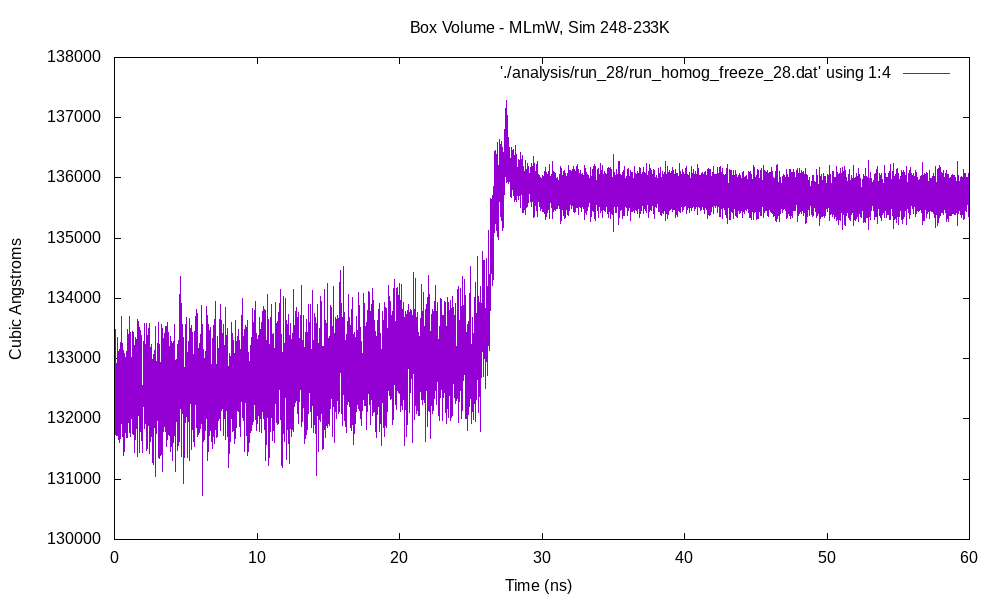 Box Volume - MLmW, Sim 248-233K
'./analysis/run_28/run_homog_freeze_28.dat' using 1:4
138000
137000
136000
135000
134000
133000
132000
131000
130000
Cubic Angstroms
0 10 20 30 40 50 60
Time (ns)